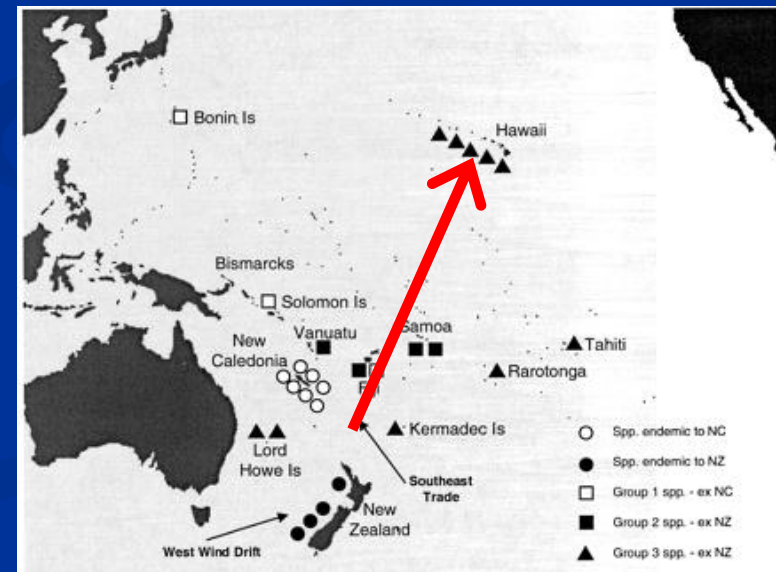 Bonin Is
Hawaii
Bismarcks
Solomon Is
Vanuatu
Samoa
New
Caledonia
Tahiti
Rarotonga
Kermadec Is
Lord
Howe Is
Southeast
Trade
New
Zealand
West Wind Drift
Spp. endemic to NC
Spp. endemic to NZ
Group 1 spp. - ex NC
Group 2 spp. - ex NZ
Group 3 spp. - ex NZ